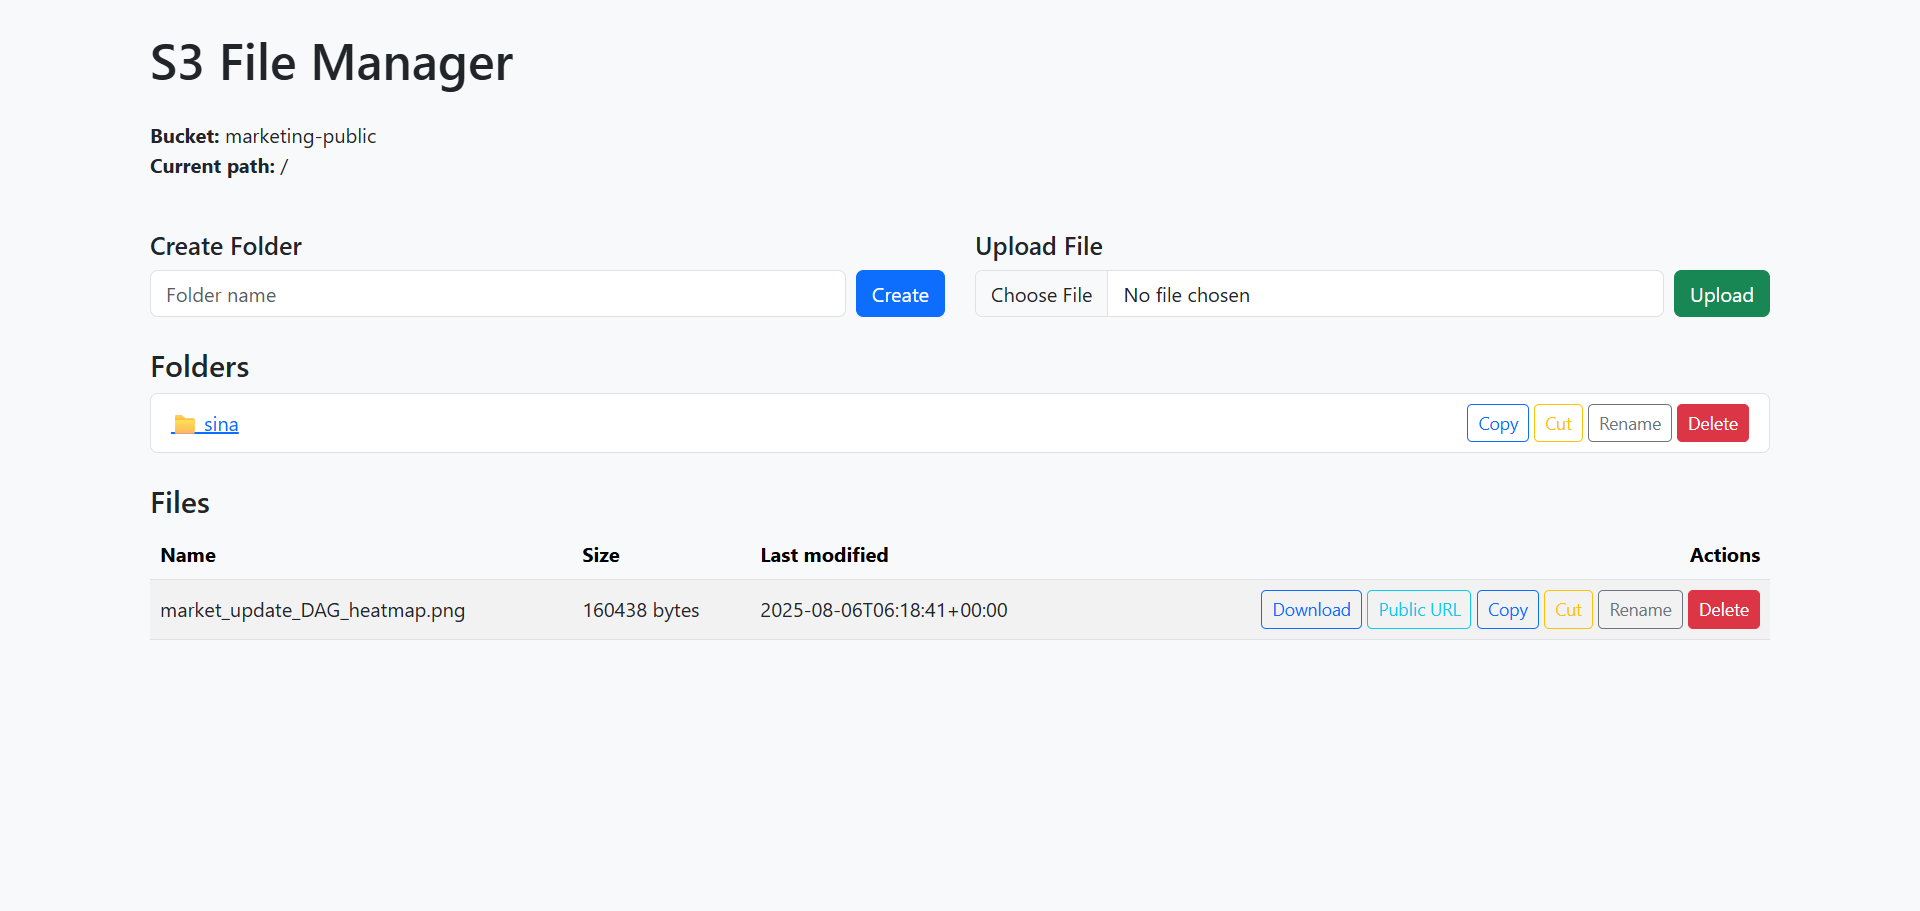 S3 File Manager
Bucket: marketing-public
Current path: /
Create Folder
Folder name
Create
Upload File
Choose File No file chosen
Upload
Folders
sina Copy Cut Rename Delete
Files
Name Size Last modified Actions
market_update_DAG_heatmap.png 160438 bytes 2025-08-06T06:18:41+00:00 Download Public URL Copy Cut Rename Delete